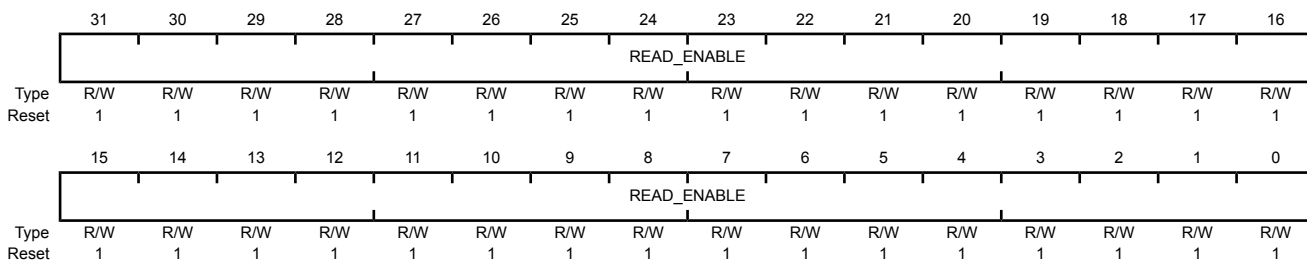 31 30 29 28 27 26 25 24 23 22 21 20 19 18 17 16
READ_ENABLE
Type R/W R/W R/W R/W R/W R/W R/W R/W R/W R/W R/W R/W R/W R/W R/W R/W
Reset 1 1 1 1 1 1 1 1 1 1 1 1 1 1 1 1
15 14 13 12 11 10 9 8 7 6 5 4 3 2 1 0
READ_ENABLE
Type R/W R/W R/W R/W R/W R/W R/W R/W R/W R/W R/W R/W R/W R/W R/W R/W
Reset 1 1 1 1 1 1 1 1 1 1 1 1 1 1 1 1